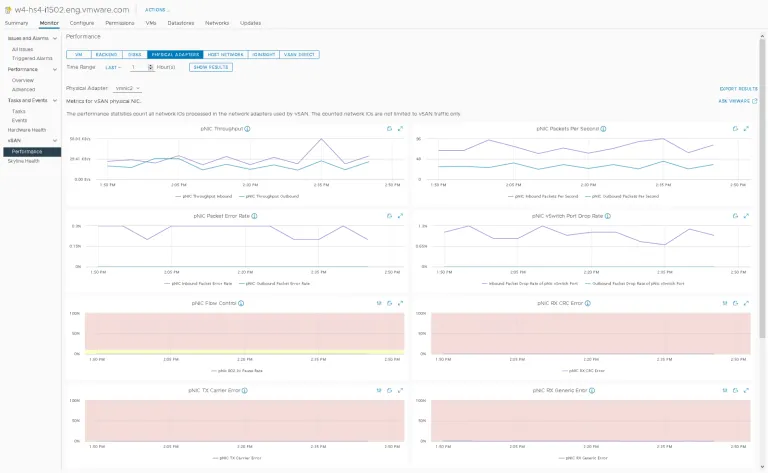 w4-hs4-i1502.eng.vmware.com
ACTIONS
Summary Monitor Configure Permissions VMs Datastores Networks Updates
Issues and Alarms
All Issues
Triggered Alarms
Performance
Overview
Advanced
Tasks and Events
Tasks
Events
Hardware Health
vSAN
Performance
Skyline Health
Performance
VM BACKEND DISKS PHYSICAL ADAPTERS HOST NETWORK IOINSIGHT VSAN DIRECT
Time Range: LAST 1 Hour(s) SHOW RESULTS
Physical Adapter: vmnic2
EXPORT RESULTS
Metrics for vSAN physical NIC.
ASK VMWARE
The performance statistics count all network IOs processed in the network adapters used by vSAN. The counted network IOs are not limited to vSAN traffic only.
pNIC Throughput
0.00 B/s
1:50 PM 2:05 PM 2:20 PM 2:35 PM 2:50 PM
pNIC Throughput Inbound pNIC Throughput Outbound
pNIC Packets Per Second
0
1:50 PM 2:05 PM 2:20 PM 2:35 PM 2:50 PM
pNIC Inbound Packets Per Second pNIC Outbound Packets Per Second
pNIC Packet Error Rate
0%
1:50 PM 2:05 PM 2:20 PM 2:35 PM 2:50 PM
pNIC Inbound Packet Error Rate pNIC Outbound Packet Error Rate
pNIC vSwitch Port Drop Rate
0%
1:50 PM 2:05 PM 2:20 PM 2:35 PM 2:50 PM
Inbound Packet Drop Rate of pNIC vSwitch Port Outbound Packet Drop Rate of pNIC vSwitch Port
pNIC Flow Control
100%
50%
0%
1:50 PM 2:05 PM 2:20 PM 2:35 PM 2:50 PM
pNIC 802.3x Pause Rate
pNIC RX CRC Error
100%
50%
0%
1:50 PM 2:05 PM 2:20 PM 2:35 PM 2:50 PM
pNIC RX CRC Error
pNIC TX Carrier Error
100%
50%
0%
1:50 PM 2:05 PM 2:20 PM 2:35 PM 2:50 PM
pNIC TX Carrier Error
pNIC RX Generic Error
100%
50%
0%
1:50 PM 2:05 PM 2:20 PM 2:35 PM 2:50 PM
pNIC RX Generic Error